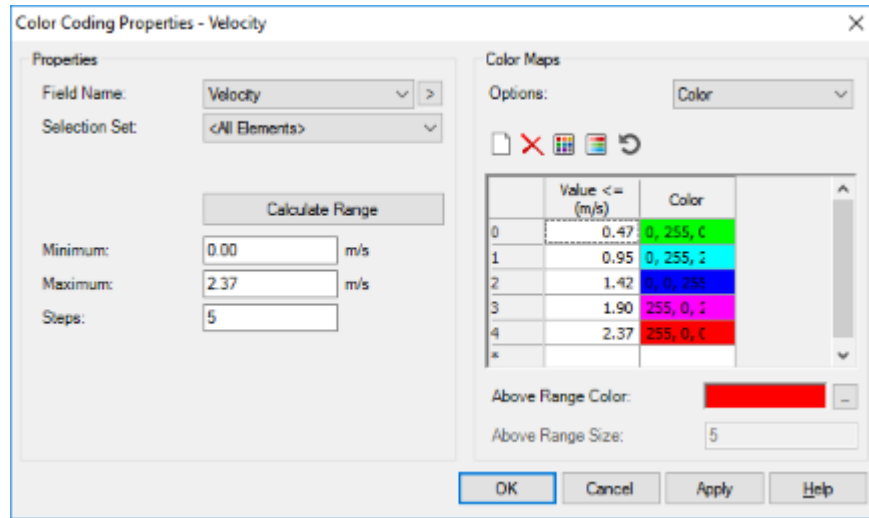 Color Coding Properties - Velocity
Properties
Field Name:
Velocity
>
Selection Set:
<All Elements>
Calculate Range
Minimum:
0.00
m/s
Maximum:
2.37
m/s
Steps:
5
Color Maps
Options:
Color
Value <=
(m/s)
Color
0
0.47
0, 255, 0
1
0.95
0, 255, 2
2
1.42
0, 0, 255
3
1.90
255, 0, 2
4
2.37
255, 0, 0
*
Above Range Color:
...
Above Range Size:
5
OK
Cancel
Apply
Help